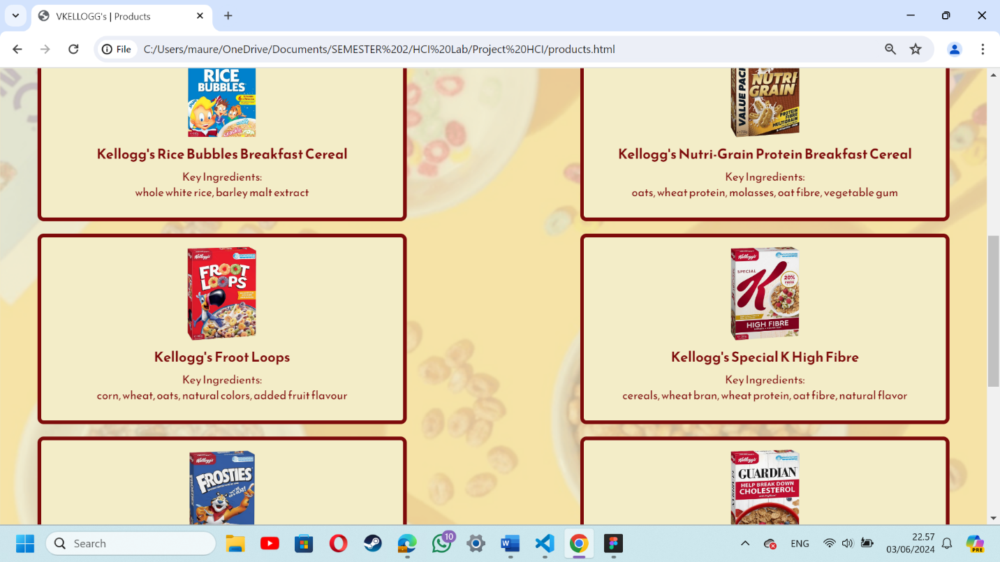 VKELLOGG's | Products
File
C:/Users/maure/OneDrive/Documents/SEMESTER%202/HCI%20Lab/Project%20HCI/products.html
RICE
BUBBLES
VALUE PACK
NUTRI
GRAIN
PROTEIN
FIBRE
MULTIGRAIN
Kellogg's Rice Bubbles Breakfast Cereal
Key Ingredients:
whole white rice, barley malt extract
Kellogg's Nutri-Grain Protein Breakfast Cereal
Key Ingredients:
oats, wheat protein, molasses, oat fibre, vegetable gum
Kellogg's
FROOT
LOOPS
Kellogg's Froot Loops
Key Ingredients:
corn, wheat, oats, natural colors, added fruit flavour
Kellogg's
SPECIAL
K
20%
FIBRE
HIGH FIBRE
Kellogg's Special K High Fibre
Key Ingredients:
cereals, wheat bran, wheat protein, oat fibre, natural flavor
Kellogg's
FROSTIES
Kellogg's
GUARDIAN
HELP BREAK DOWN
CHOLESTEROL
Search
10
ENG
22.57
03/06/2024
PRE